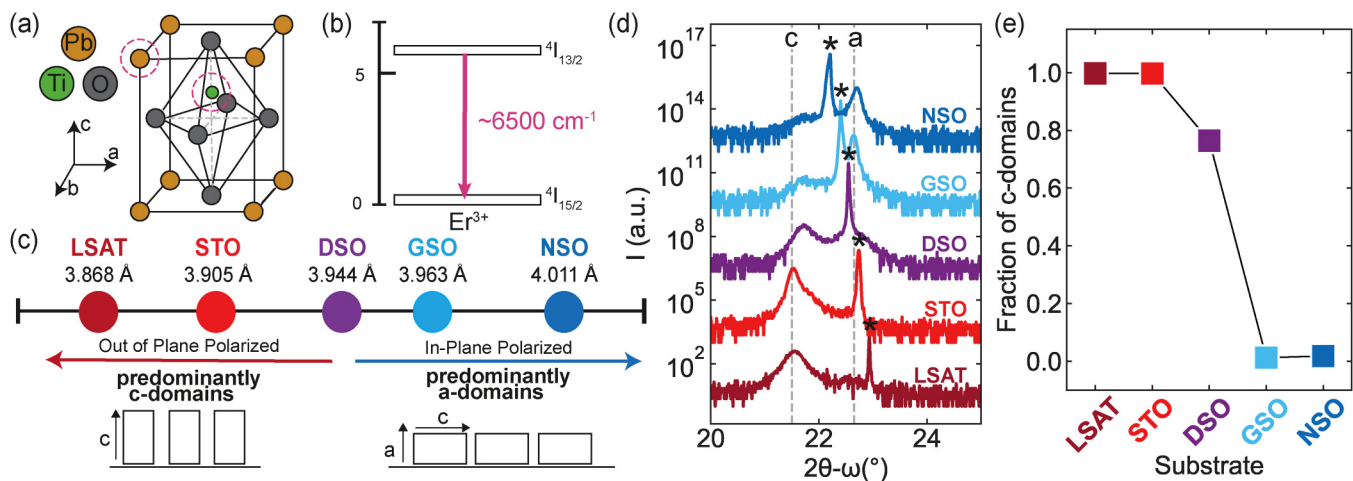 (a)
Pb
Ti
O
c
a
b
(b)
5
0
⁴I₁₃/₂
~6500 cm⁻¹
⁴I₁₅/₂
Er³⁺
(c)
LSAT
STO
DSO
GSO
NSO
3.868 Å
3.905 Å
3.944 Å
3.963 Å
4.011 Å
Out of Plane Polarized
In-Plane Polarized
predominantly
c-domains
predominantly
a-domains
c
c
a
(d)
c
a
*
*
*
*
*
I (a.u.)
10¹⁷
10¹⁴
10¹¹
10⁸
10⁵
10²
NSO
GSO
DSO
STO
LSAT
20
22
24
2θ-ω(°)
(e)
Fraction of c-domains
1.0
0.8
0.6
0.4
0.2
0.0
LSAT
STO
DSO
GSO
NSO
Substrate